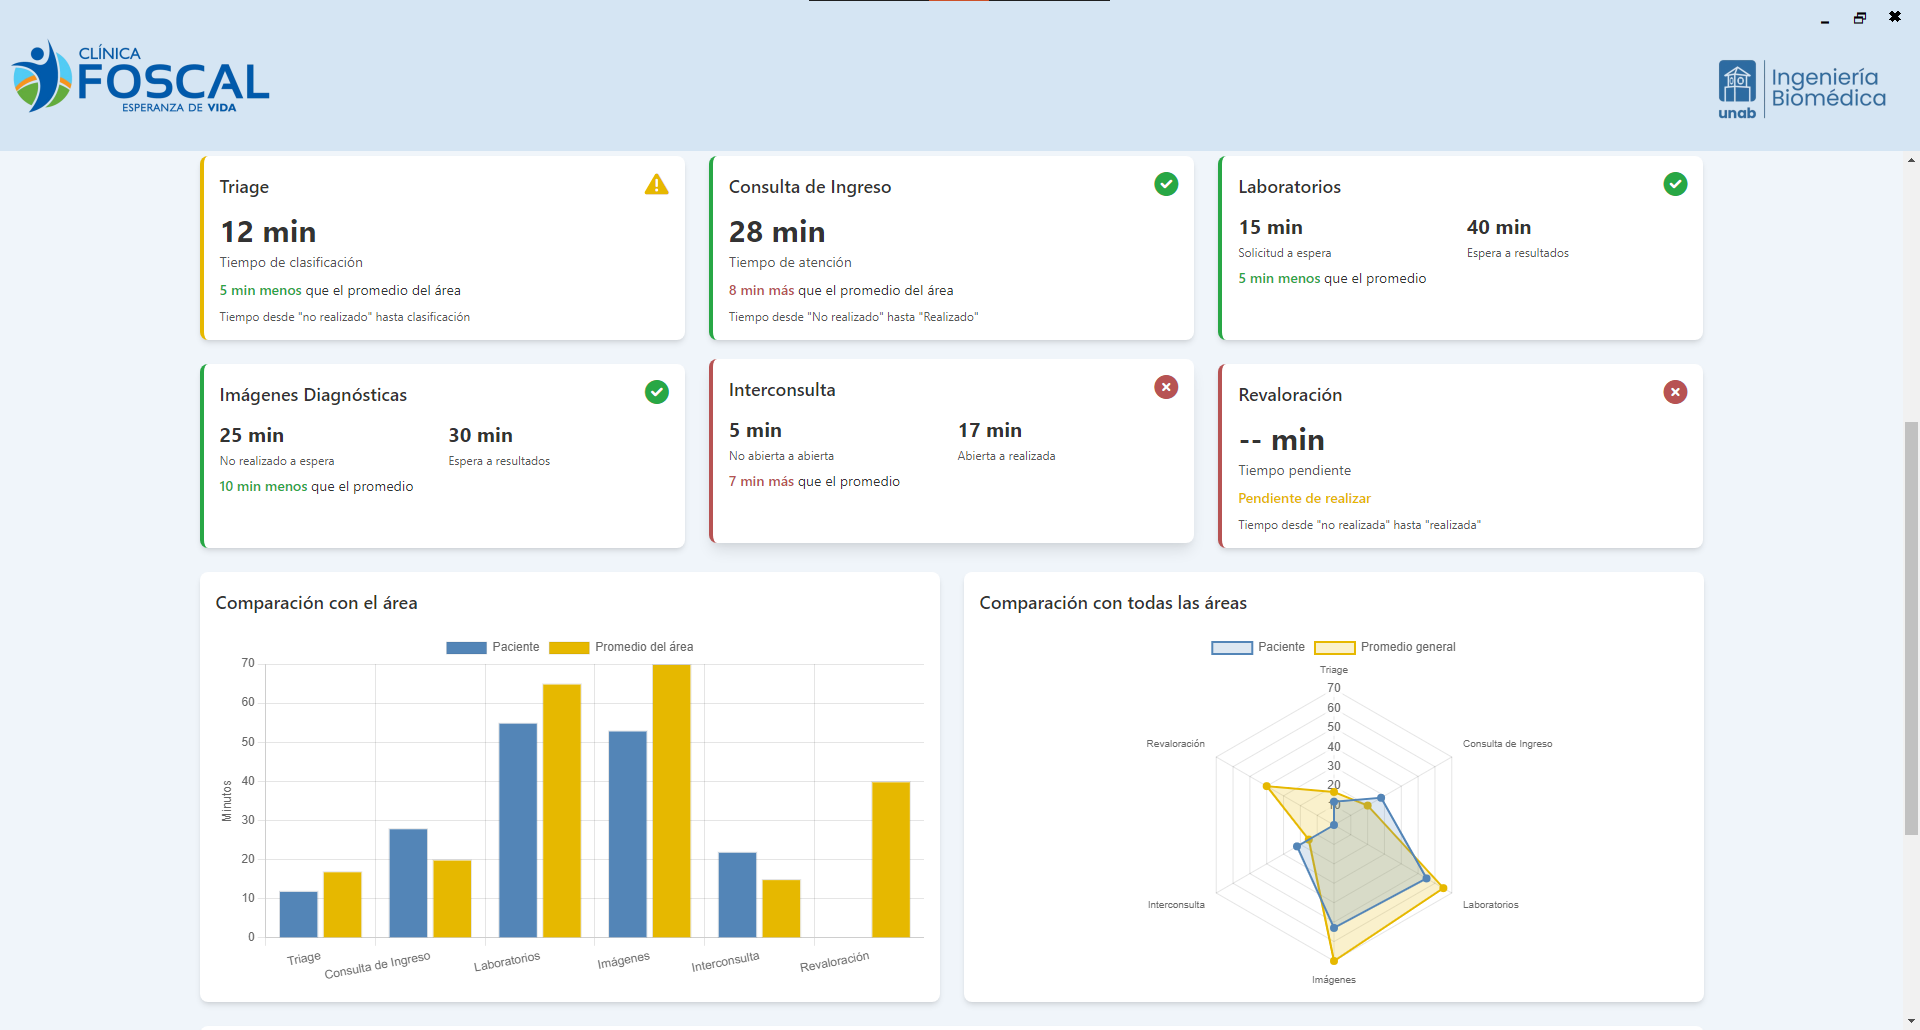 CLÍNICA
FOSCAL
ESPERANZA DE VIDA
unab
Ingeniería
Biomédica
Triage
12 min
Tiempo de clasificación
5 min menos que el promedio del área
Tiempo desde "no realizado" hasta clasificación
Consulta de Ingreso
28 min
Tiempo de atención
8 min más que el promedio del área
Tiempo desde "No realizado" hasta "Realizado"
Laboratorios
15 min
Solicitud a espera
40 min
Espera a resultados
5 min menos que el promedio
Imágenes Diagnósticas
25 min
No realizado a espera
30 min
Espera a resultados
10 min menos que el promedio
Interconsulta
5 min
No abierta a abierta
17 min
Abierta a realizada
7 min más que el promedio
Revaloración
-- min
Tiempo pendiente
Pendiente de realizar
Tiempo desde "no realizada" hasta "realizada"
Comparación con el área
Paciente
Promedio del área
70
60
50
40
30
20
10
0
Minutos
Triage
Consulta de Ingreso
Laboratorios
Imágenes
Interconsulta
Revaloración
Comparación con todas las áreas
Paciente
Promedio general
Triage
70
60
50
40
30
20
10
Revaloración
Consulta de Ingreso
Interconsulta
Laboratorios
Imágenes